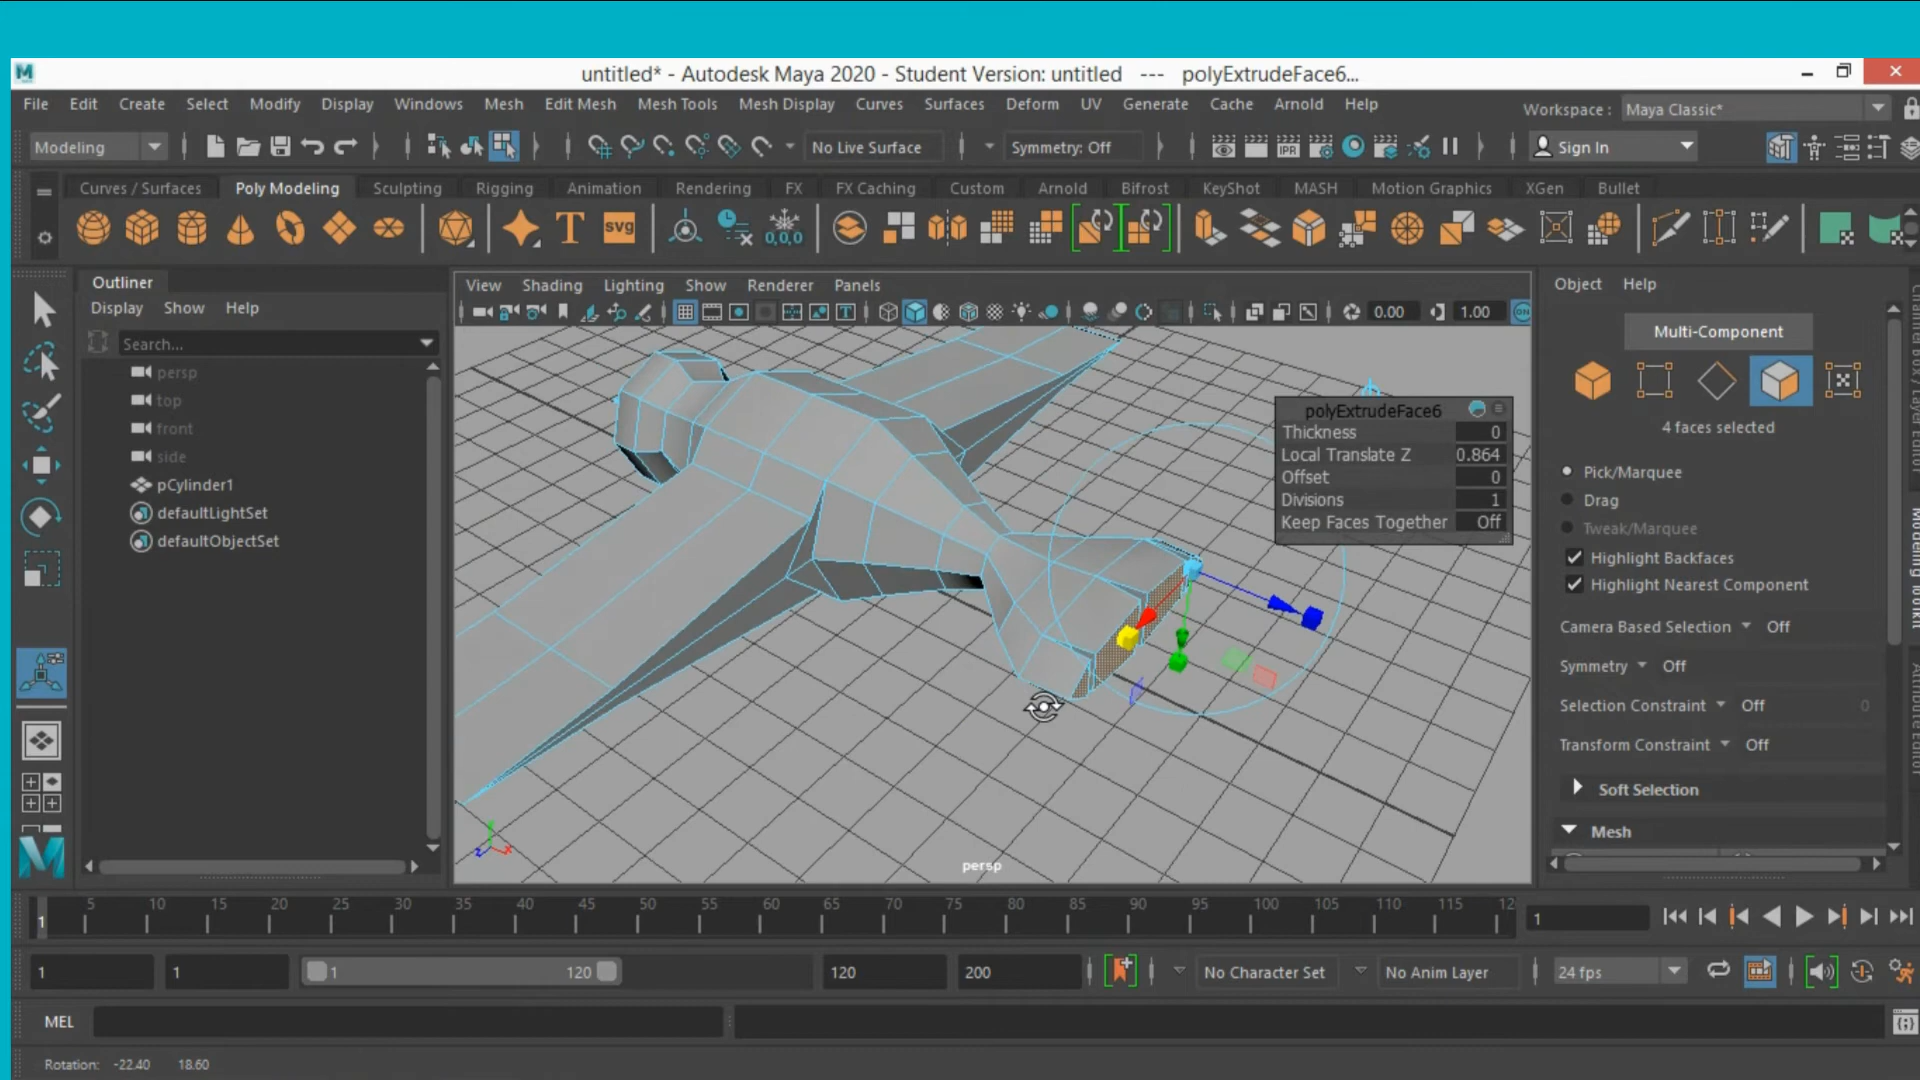 untitled* - Autodesk Maya 2020 - Student Version: untitled --- polyExtrudeFace6...
File Edit Create Select Modify Display Windows Mesh Edit Mesh Mesh Tools Mesh Display Curves Surfaces Deform UV Generate Cache Arnold Help
Workspace : Maya Classic*
Modeling No Live Surface Symmetry: Off IPR Sign In
Curves / Surfaces Poly Modeling Sculpting Rigging Animation Rendering FX FX Caching Custom Arnold Bifrost KeyShot MASH Motion Graphics XGen Bullet
T svg 0,0,0
Outliner
Display Show Help
Search...
persp
top
front
side
pCylinder1
defaultLightSet
defaultObjectSet
View Shading Lighting Show Renderer Panels
0.00 1.00
polyExtrudeFace6
Thickness 0
Local Translate Z 0.864
Offset 0
Divisions 1
Keep Faces Together Off
persp
Object Help
Multi-Component
4 faces selected
Pick/Marquee
Drag
Tweak/Marquee
Highlight Backfaces
Highlight Nearest Component
Camera Based Selection Off
Symmetry Off
Selection Constraint Off 0
Transform Constraint Off
Soft Selection
Mesh
1 5 10 15 20 25 30 35 40 45 50 55 60 65 70 75 80 85 90 95 100 105 110 115 12
1
1 1 1 120 120 200 No Character Set No Anim Layer 24 fps
MEL
Rotation: -22.40 18.60